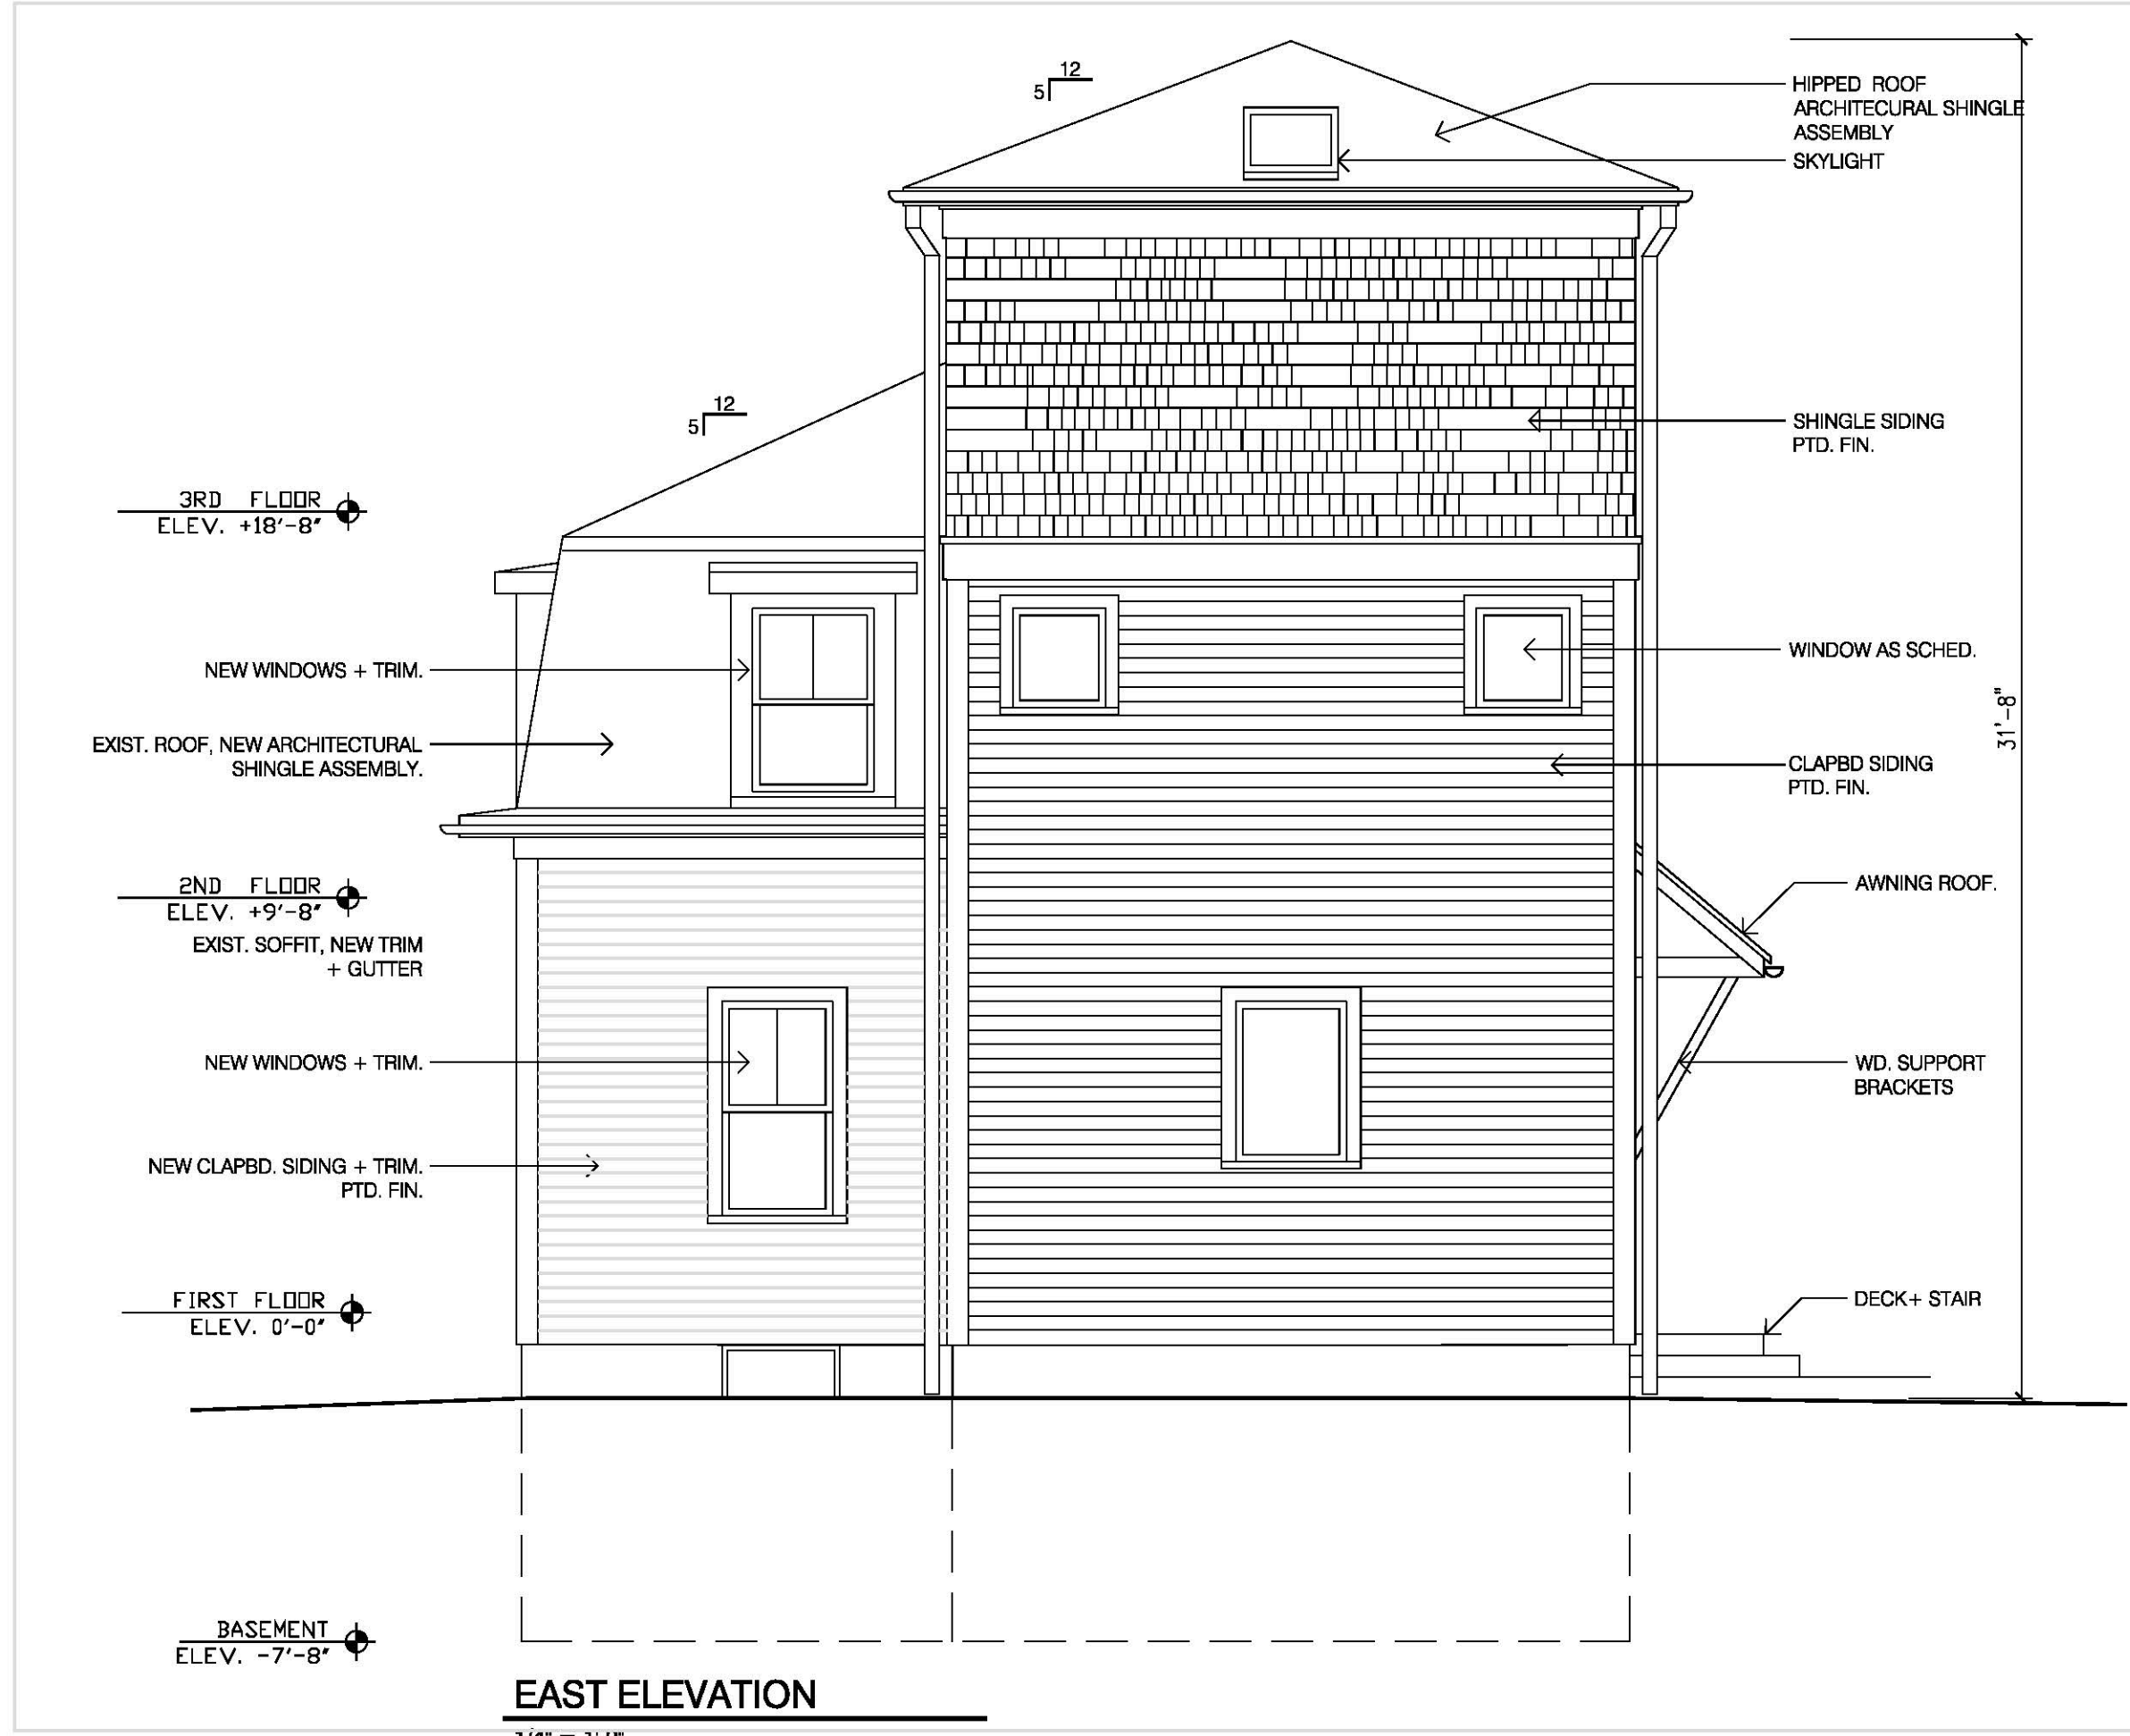 12
5
HIPPED ROOF
ARCHITECURAL SHINGLE
ASSEMBLY
SKYLIGHT
12
5
SHINGLE SIDING
PTD. FIN.
3RD FLOOR
ELEV. +18'-8"
NEW WINDOWS + TRIM.
WINDOW AS SCHED.
31'-8"
EXIST. ROOF, NEW ARCHITECTURAL
SHINGLE ASSEMBLY.
CLAPBD SIDING
PTD. FIN.
2ND FLOOR
ELEV. +9'-8"
AWNING ROOF.
EXIST. SOFFIT, NEW TRIM
+ GUTTER
NEW WINDOWS + TRIM.
WD. SUPPORT
BRACKETS
NEW CLAPBD. SIDING + TRIM.
PTD. FIN.
FIRST FLOOR
ELEV. 0'-0"
DECK+ STAIR
BASEMENT
ELEV. -7'-8"
EAST ELEVATION